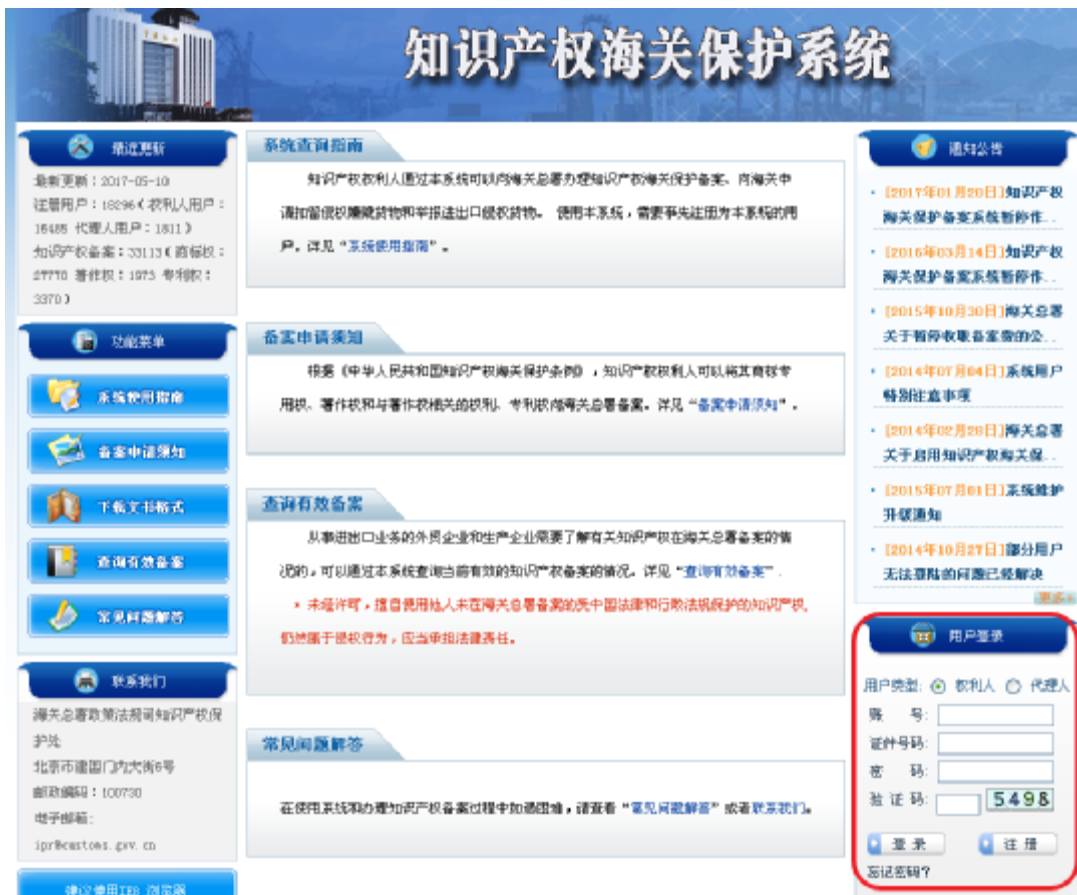 知识产权海关保护系统
最近更新
最新更新：2017-05-10
注册用户：18296（权利人用户：
16485 代理人用户：1811）
知识产权备案：33113（商标权：
27770 著作权：1973 专利权：
3370）
功能菜单
系统使用指南
备案申请须知
下载文书格式
查询有效备案
常见问题解答
联系我们
海关总署政策法规司知识产权保
护处
北京市建国门内大街6号
邮政编码：100730
电子邮箱：
ipr@customs.gov.cn
建议使用IE8 浏览器
系统查询指南
知识产权权利人通过本系统可以向海关总署办理知识产权海关保护备案、向海关申
请扣留侵权嫌疑货物和举报进出口侵权货物。 使用本系统，需要事先注册为本系统的用
户。详见“系统使用指南”。
备案申请须知
根据《中华人民共和国知识产权海关保护条例》，知识产权权利人可以将其商标专
用权、著作权和与著作权相关的权利、专利权向海关总署备案。详见“备案申请须知”.
查询有效备案
从事进出口业务的外贸企业和生产企业需要了解有关知识产权在海关总署备案的情
况的，可以通过本系统查询当前有效的知识产权备案的情况。详见“查询有效备案”.
* 未经许可，擅自使用他人未在海关总署备案的受中国法律和行政法规保护的知识产权,
仍然属于侵权行为，应当承担法律责任。
常见问题解答
在使用系统和办理知识产权备案过程中如遇困难，请查看“常见问题解答”或者联系我们。
通知公告
[2017年01月20日]知识产权
海关保护备案系统暂停作..
[2016年03月14日]知识产权
海关保护备案系统暂停作..
[2015年10月30日]海关总署
关于暂停收取备案费的公..
[2014年07月04日]系统用户
特别注意事项
[2014年02月28日]海关总署
关于启用知识产权海关保..
[2015年07月01日]系统维护
升级通知
[2014年10月27日]部分用户
无法登陆的问题已经解决
更多
用户登录
用户类型: 权利人 代理人
账 号:
证件号码:
密 码:
验 证 码: 5498
登 录 注 册
忘记密码?